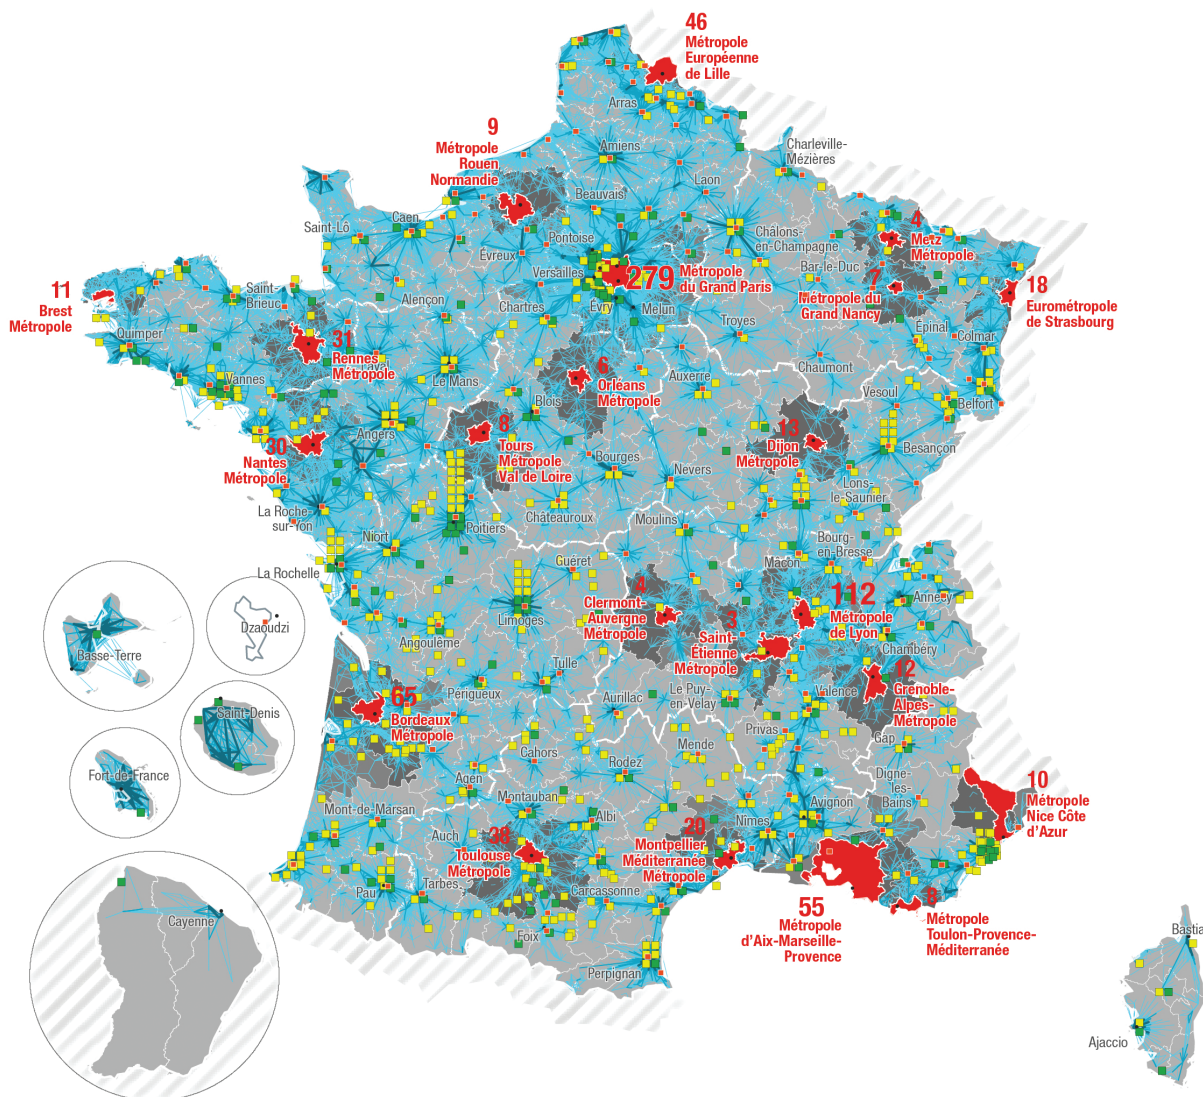 46
Métropole
Européenne
de Lille
Arras
9
Métropole
Rouen
Normandie
Amiens
Charleville-
Mézières
Laon
Beauvais
Saint-Lô
Caen
Évreux
Pontoise
Versailles
279
Métropole
du Grand Paris
Évry
Melun
Châlons-
en-Champagne
Bar-le-Duc
4
Metz
Métropole
7
Métropole du
Grand Nancy
18
Eurométropole
de Strasbourg
11
Brest
Métropole
Quimper
Saint-
Brieuc
Alençon
Chartres
Troyes
Épinal
Colmar
31
Rennes
Métropole
Laval
Le Mans
Vannes
6
Orléans
Métropole
Blois
Auxerre
Chaumont
Vesoul
Belfort
30
Nantes
Métropole
Angers
8
Tours
Métropole
Val de Loire
Bourges
Nevers
13
Dijon
Métropole
Besançon
La Roche-
sur-Yon
Niort
Poitiers
Châteauroux
Moulins
Lons-
le-Saunier
Bourg-
en-Bresse
Mâcon
La Rochelle
Guéret
Limoges
Angoulême
4
Clermont-
Auvergne
Métropole
3
Saint-
Étienne
Métropole
112
Métropole
de Lyon
Annecy
Chambéry
Basse-Terre
Dzaoudzi
Tulle
Périgueux
Aurillac
Le Puy-
en-Velay
Valence
12
Grenoble-
Alpes-
Métropole
65
Bordeaux
Métropole
Saint-Denis
Fort-de-France
Cahors
Rodez
Mende
Privas
Gap
Agen
Montauban
Albi
Mont-de-Marsan
Auch
38
Toulouse
Métropole
20
Montpellier
Méditerranée
Métropole
Nîmes
Avignon
Digne-
les-
Bains
10
Métropole
Nice Côte
d'Azur
Pau
Tarbes
Carcassonne
Foix
Perpignan
55
Métropole
d'Aix-Marseille-
Provence
8
Métropole
Toulon-Provence-
Méditerranée
Cayenne
Bastia
Ajaccio